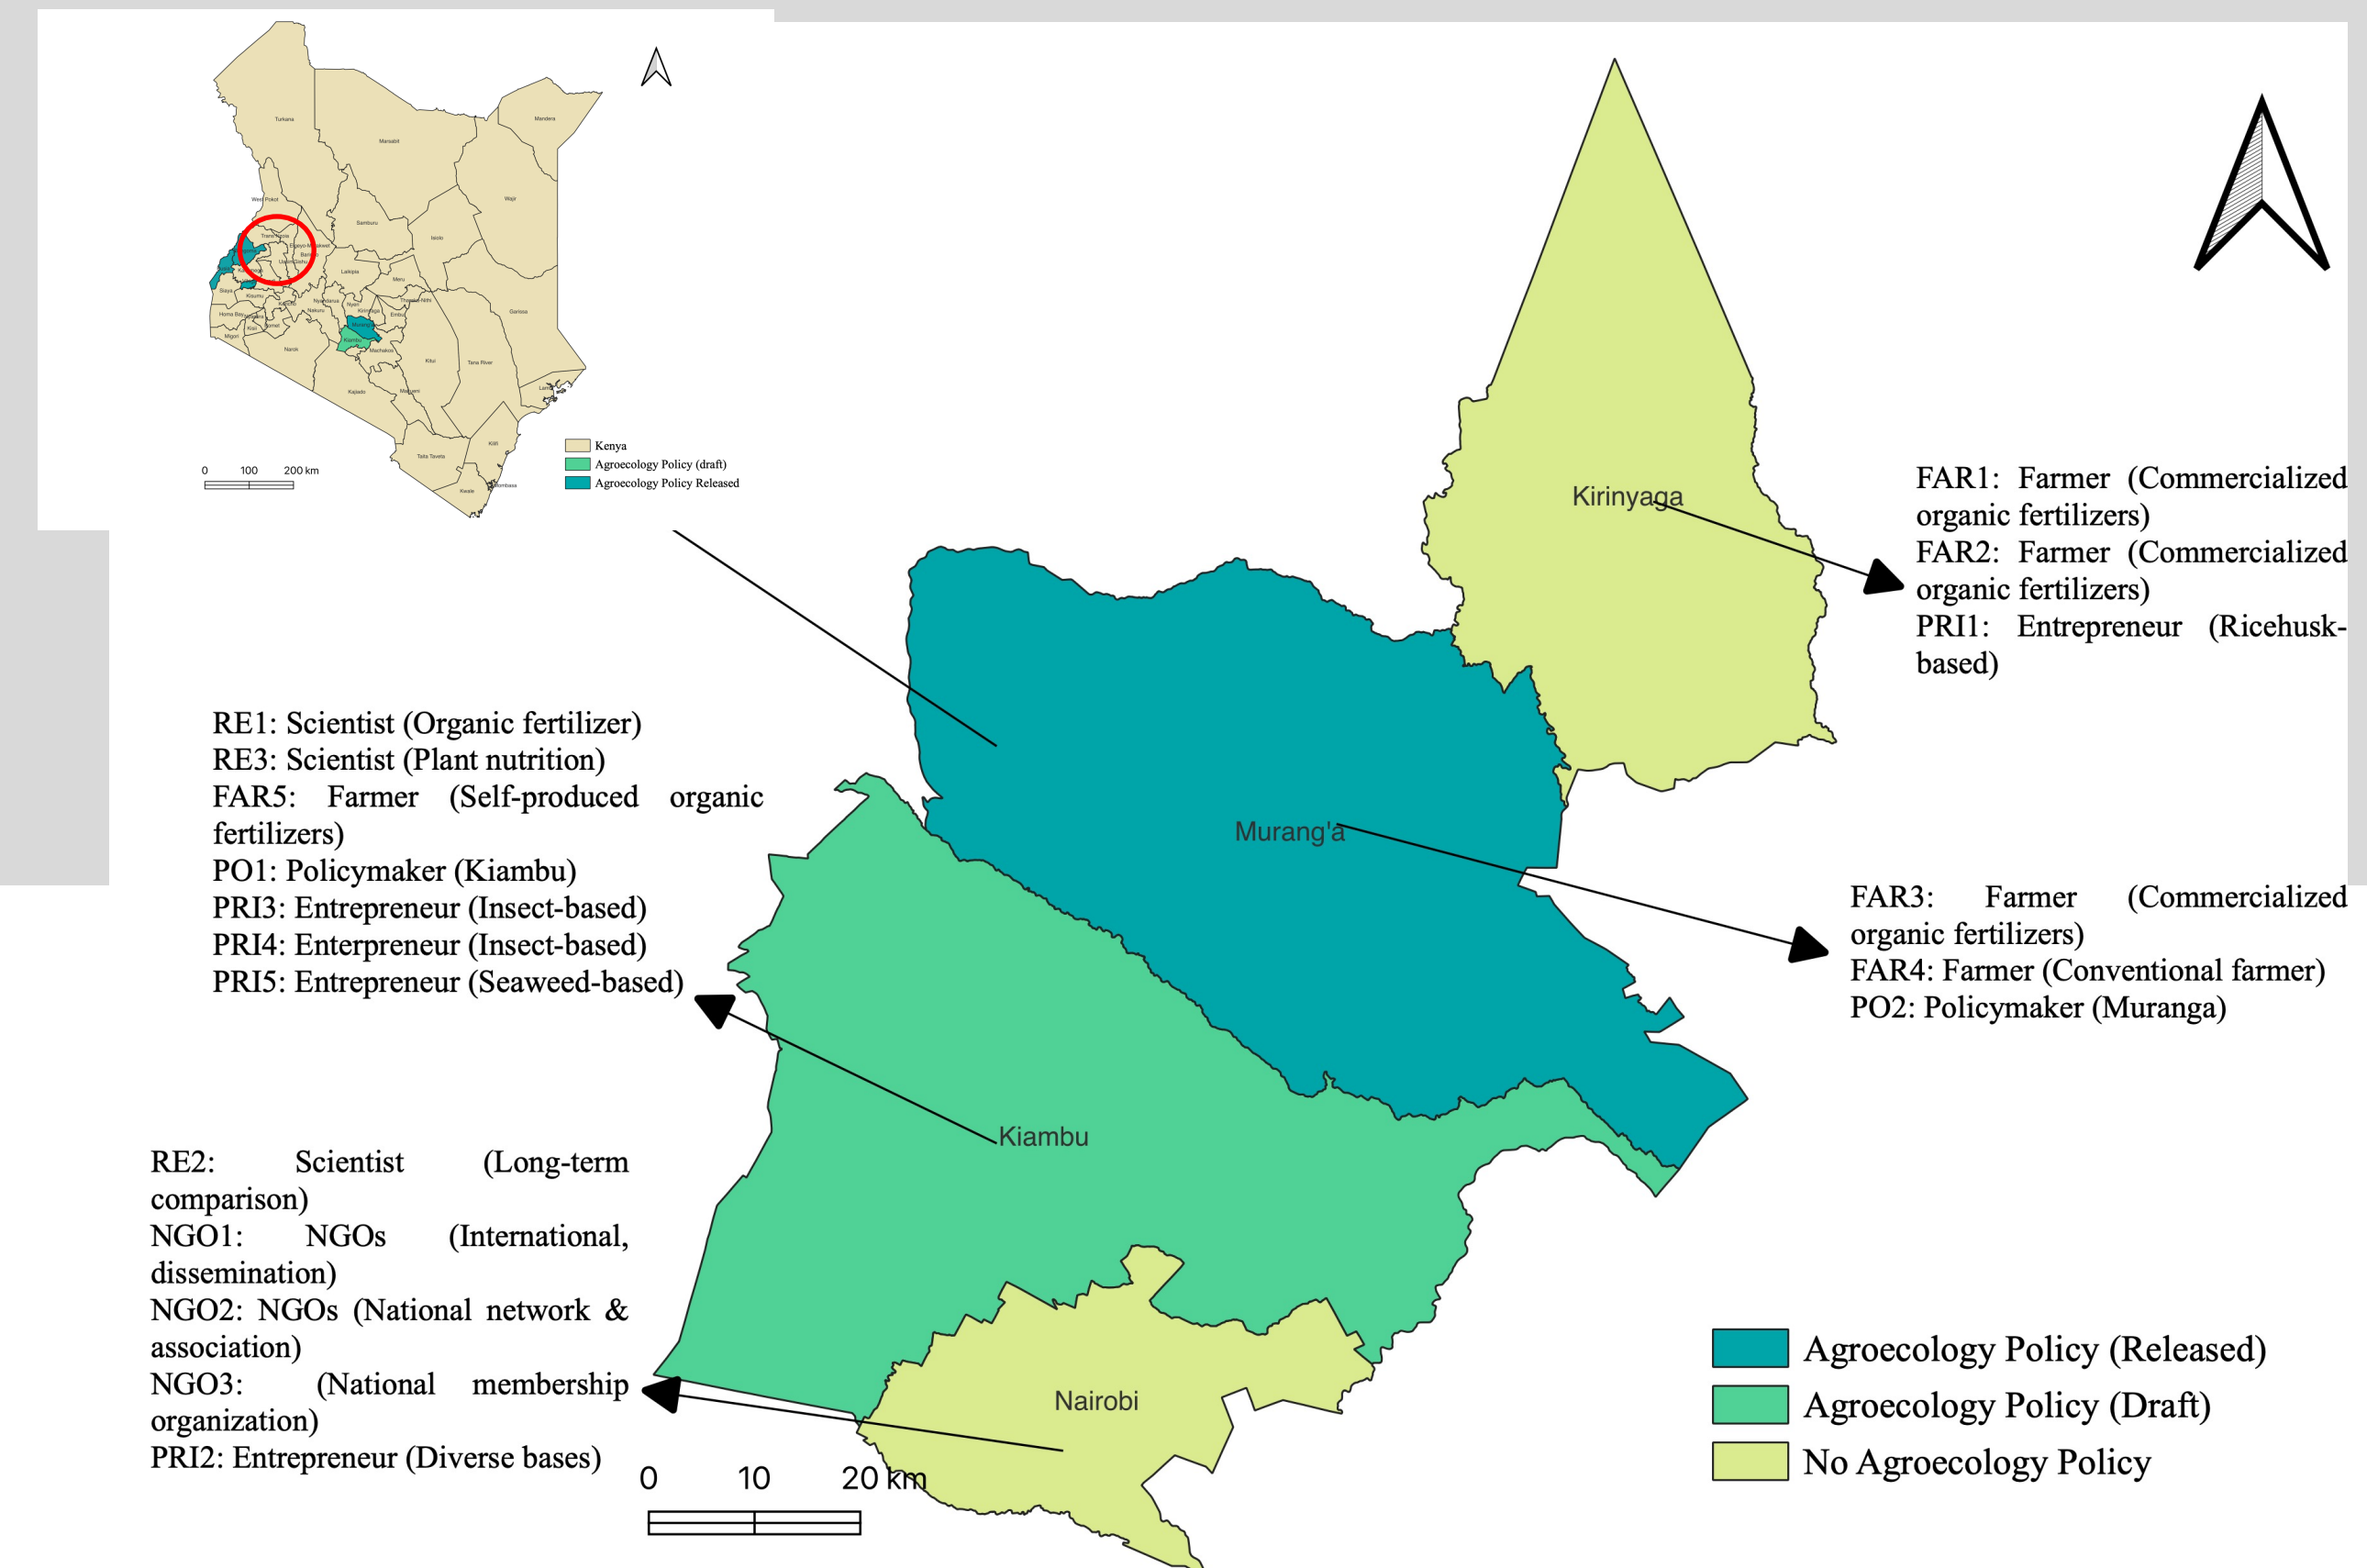 Turkana
Mandera
Marsabit
Wajir
West Pokot
Samburu
Isiolo
Laikipia
Meru
Siaya
Kisumu
Nyandarua
Nyeri
Tharaka-Nithi
Kirinyaga
Embu
Garissa
Homa Bay
Nakuru
Murang'a
Kisii
Bomet
Migori
Narok
Kiambu
Machakos
Kitui
Tana River
Kajiado
Makueni
Lamu
Kilifi
Taita Taveta
Kwale
0 100 200 km
Kenya
Agroecology Policy (draft)
Agroecology Policy Released
Kirinyaga
FAR1: Farmer (Commercialized
organic fertilizers)
FAR2: Farmer (Commercialized
organic fertilizers)
PRI1: Entrepreneur (Ricehusk-
based)
RE1: Scientist (Organic fertilizer)
RE3: Scientist (Plant nutrition)
FAR5: Farmer (Self-produced organic
fertilizers)
PO1: Policymaker (Kiambu)
PRI3: Entrepreneur (Insect-based)
PRI4: Enterpreneur (Insect-based)
PRI5: Entrepreneur (Seaweed-based)
Murang'a
FAR3: Farmer (Commercialized
organic fertilizers)
FAR4: Farmer (Conventional farmer)
PO2: Policymaker (Muranga)
Kiambu
RE2: Scientist (Long-term
comparison)
NGO1: NGOs (International,
dissemination)
NGO2: NGOs (National network &
association)
NGO3: (National membership
organization)
PRI2: Entrepreneur (Diverse bases)
Nairobi
0 10 20 km
Agroecology Policy (Released)
Agroecology Policy (Draft)
No Agroecology Policy